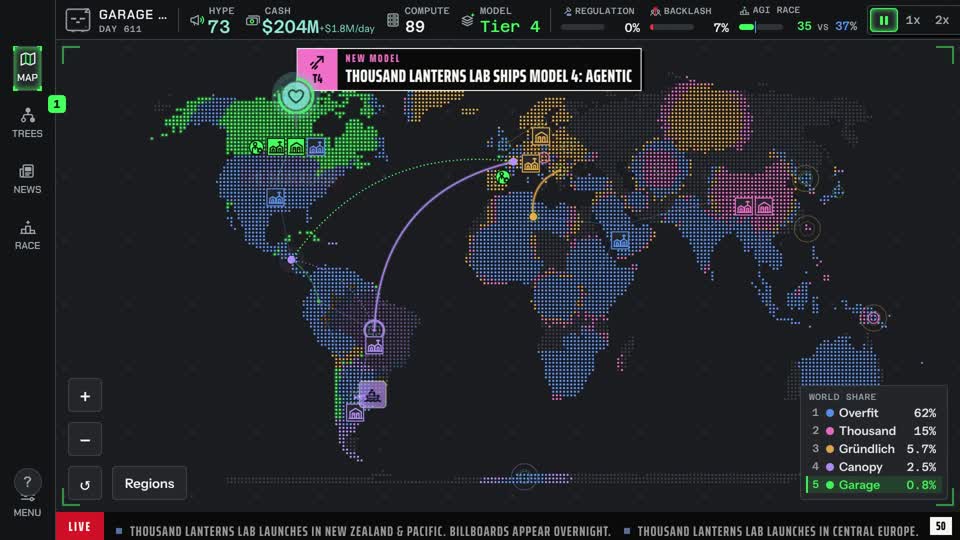 GARAGE ...
DAY 611
HYPE
73
CASH
$204M +$1.8M/day
COMPUTE
89
MODEL
Tier 4
REGULATION
0%
BACKLASH
7%
AGI RACE
35 VS 37%
1x
2x
MAP
1
TREES
NEWS
RACE
?
MENU
T4
NEW MODEL
THOUSAND LANTERNS LAB SHIPS MODEL 4: AGENTIC
+
−
↺
Regions
WORLD SHARE
1 Overfit 62%
2 Thousand 15%
3 Gründlich 5.7%
4 Canopy 2.5%
5 Garage 0.8%
LIVE
THOUSAND LANTERNS LAB LAUNCHES IN NEW ZEALAND & PACIFIC. BILLBOARDS APPEAR OVERNIGHT. THOUSAND LANTERNS LAB LAUNCHES IN CENTRAL EUROPE.
50